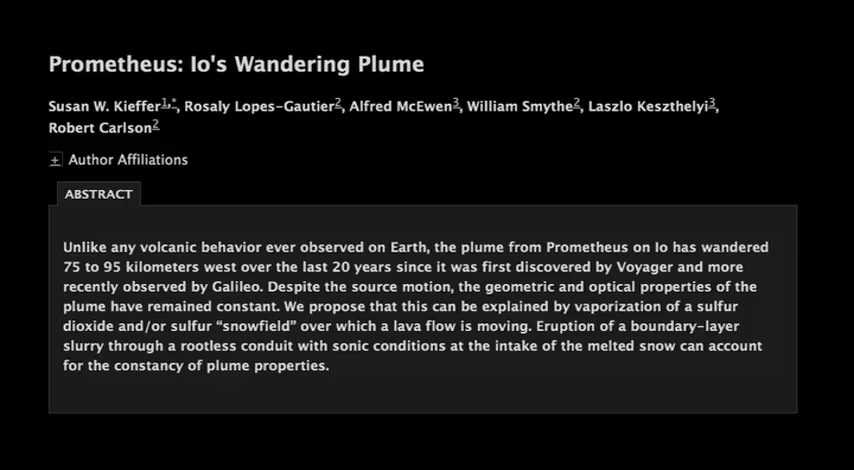 Prometheus: Io's Wandering Plume
Susan W. Kieffer1,*, Rosaly Lopes-Gautier2, Alfred McEwen3, William Smythe2, Laszlo Keszthelyi3,
Robert Carlson2
+ Author Affiliations
ABSTRACT
Unlike any volcanic behavior ever observed on Earth, the plume from Prometheus on Io has wandered
75 to 95 kilometers west over the last 20 years since it was first discovered by Voyager and more
recently observed by Galileo. Despite the source motion, the geometric and optical properties of the
plume have remained constant. We propose that this can be explained by vaporization of a sulfur
dioxide and/or sulfur “snowfield” over which a lava flow is moving. Eruption of a boundary-layer
slurry through a rootless conduit with sonic conditions at the intake of the melted snow can account
for the constancy of plume properties.